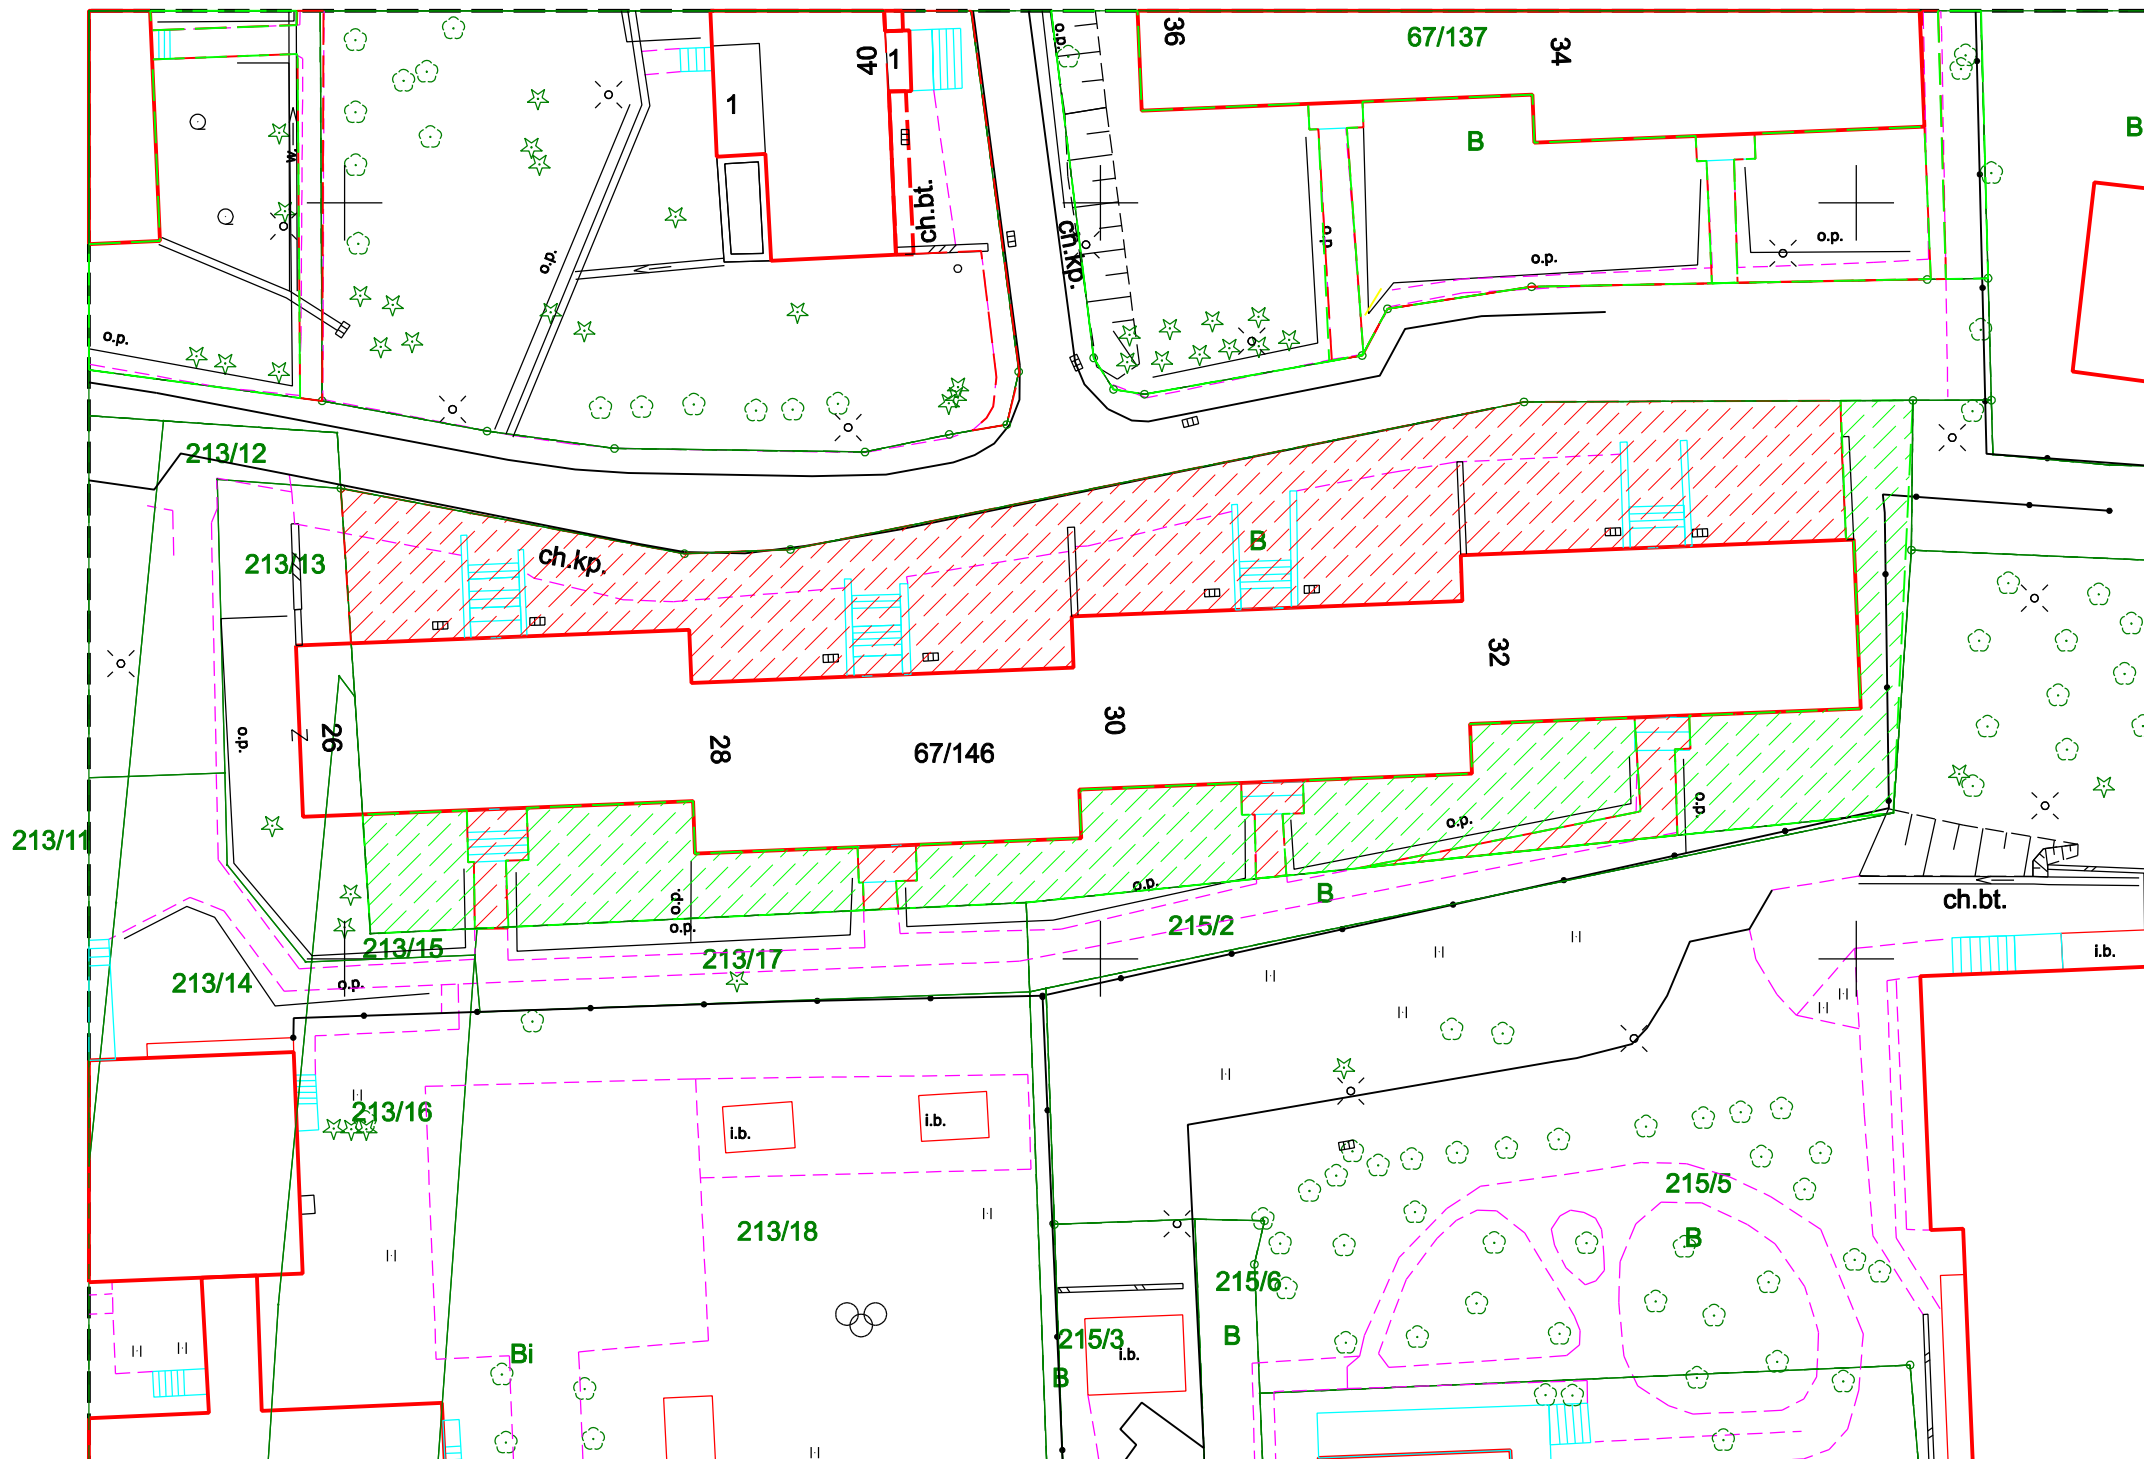 36
67/137
34
40
1
1
B
B
w.
o.p.
o.p.
o.p.
o.p.
o.p.
o.p.
ch.bt.
ch.kp.
o.p.
213/12
213/13
ch.kp.
B
32
30
26
28
67/146
o.p.
o.p.
o.p.
213/11
o.p.
B
o.p.
o.p.
ch.bt.
215/2
213/15
213/17
213/14
o.p.
i.b.
213/16
i.b.
i.b.
215/5
213/18
B
215/6
B
215/3
i.b.
Bi
B